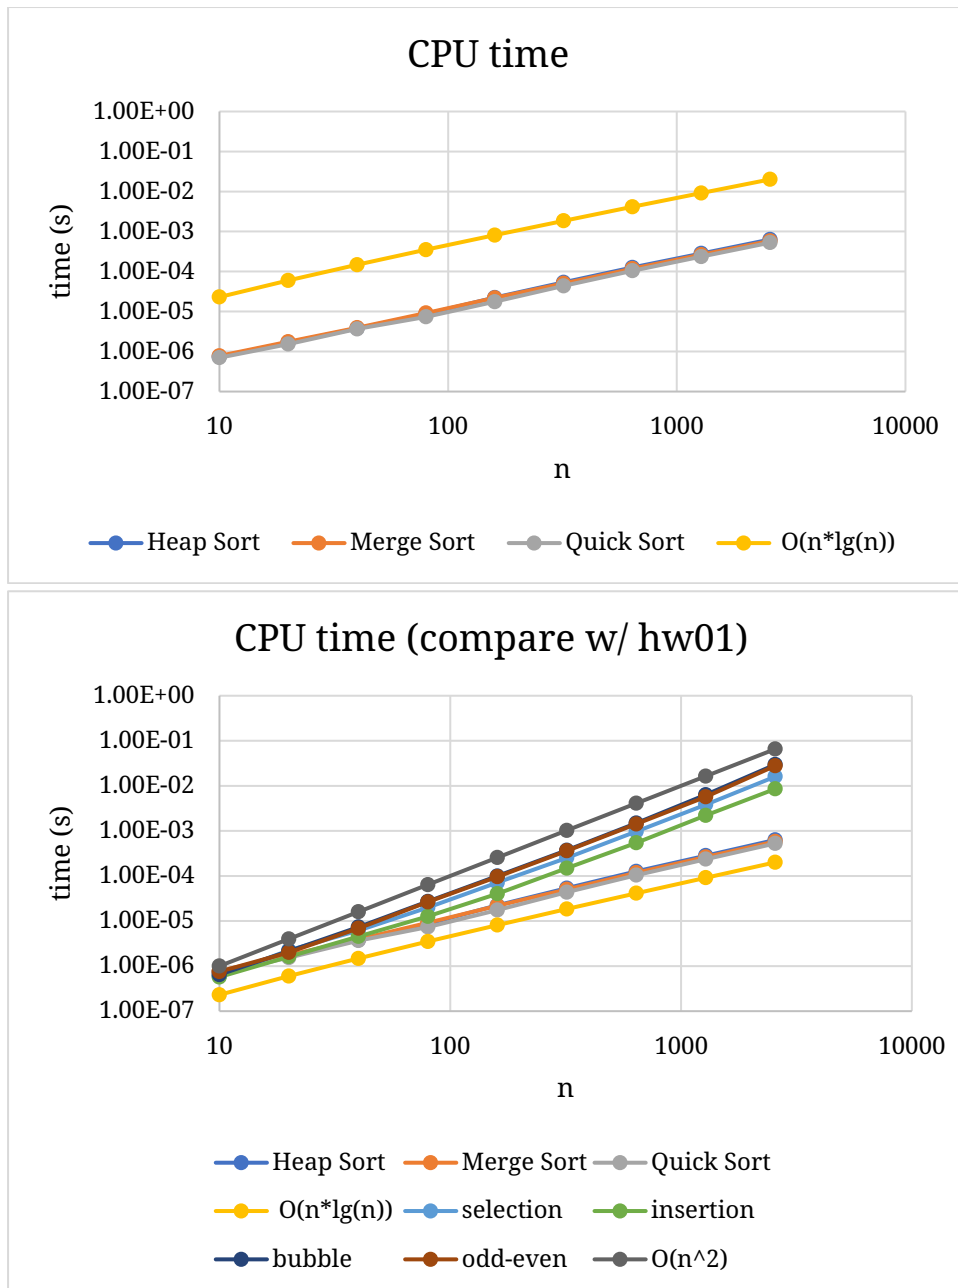 CPU time
1.00E+00
1.00E-01
1.00E-02
1.00E-03
1.00E-04
1.00E-05
1.00E-06
1.00E-07
time (s)
10 100 1000 10000
n
Heap Sort Merge Sort Quick Sort O(n*lg(n))
CPU time (compare w/ hw01)
1.00E+00
1.00E-01
1.00E-02
1.00E-03
1.00E-04
1.00E-05
1.00E-06
1.00E-07
time (s)
10 100 1000 10000
n
Heap Sort Merge Sort Quick Sort
O(n*lg(n)) selection insertion
bubble odd-even O(n^2)